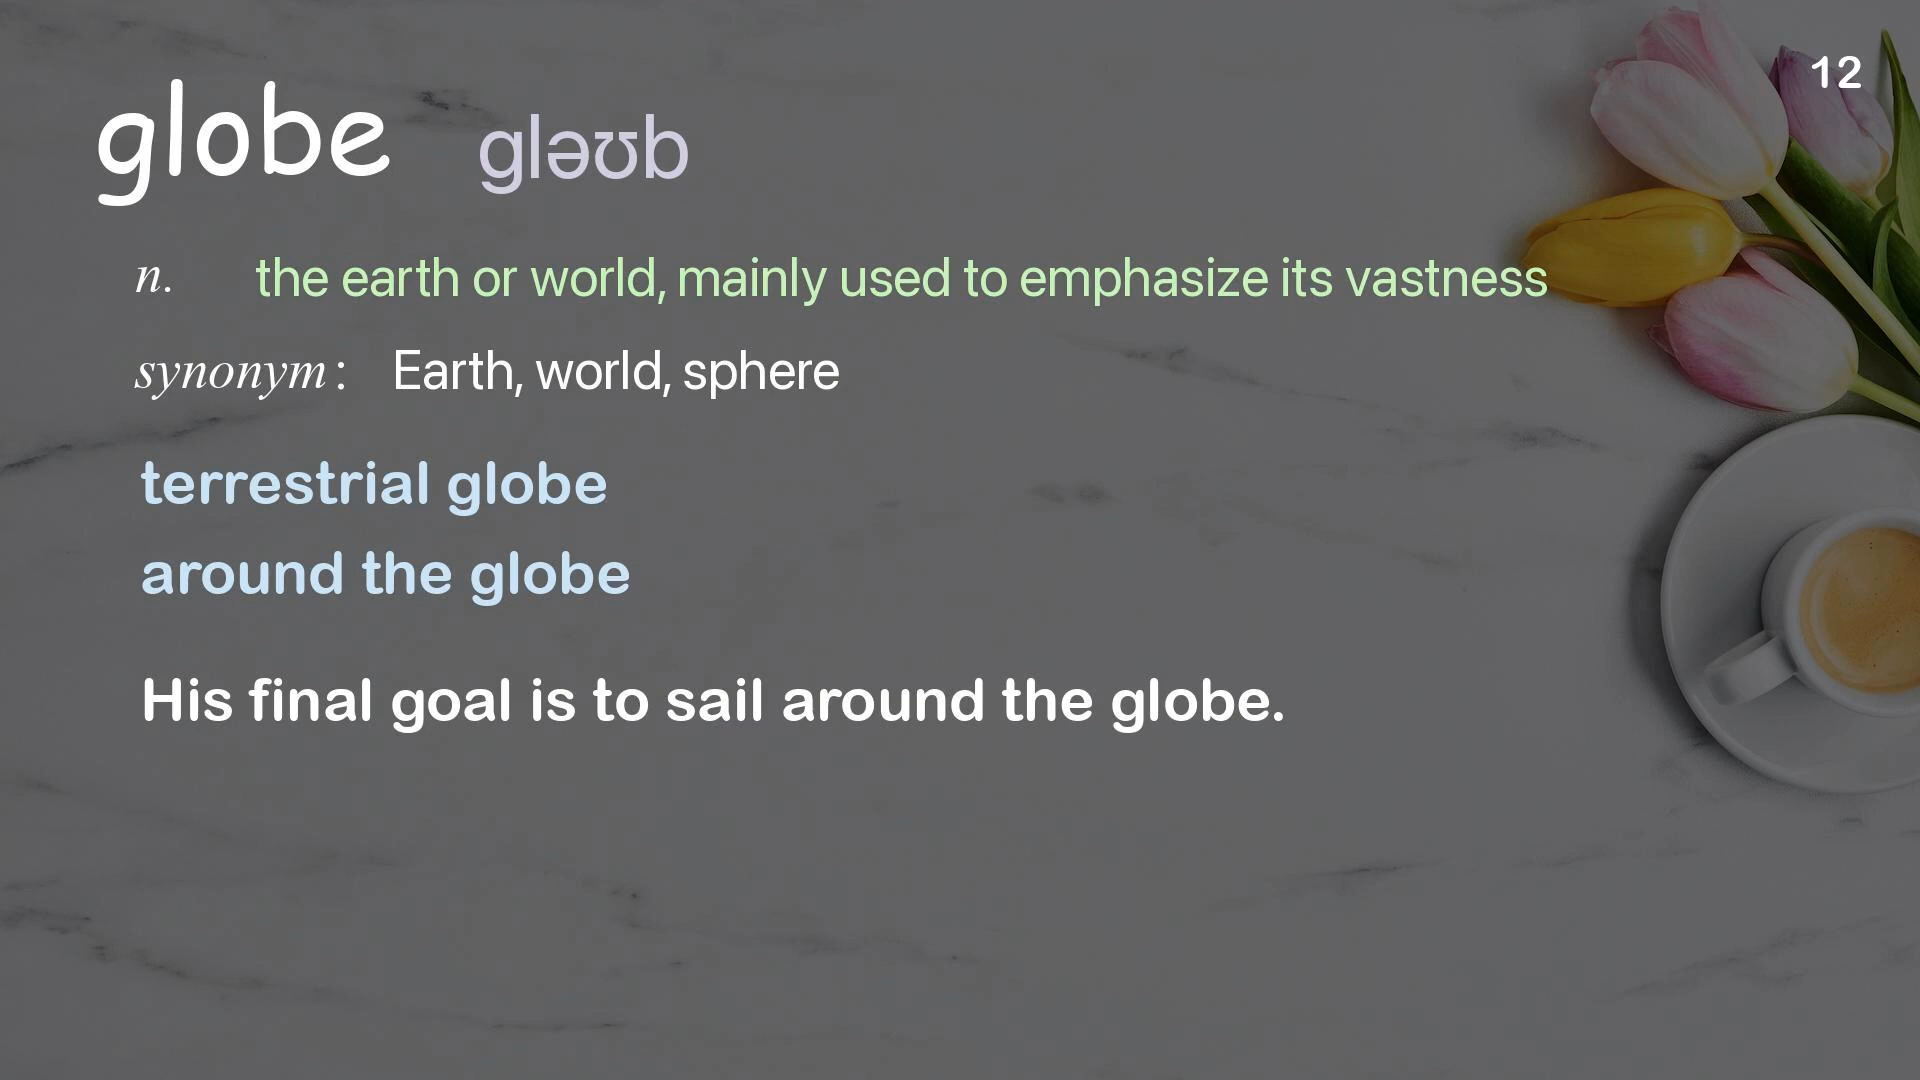 12
globe gləʊb
n. the earth or world, mainly used to emphasize its vastness
synonym : Earth, world, sphere
terrestrial globe
around the globe
His final goal is to sail around the globe.